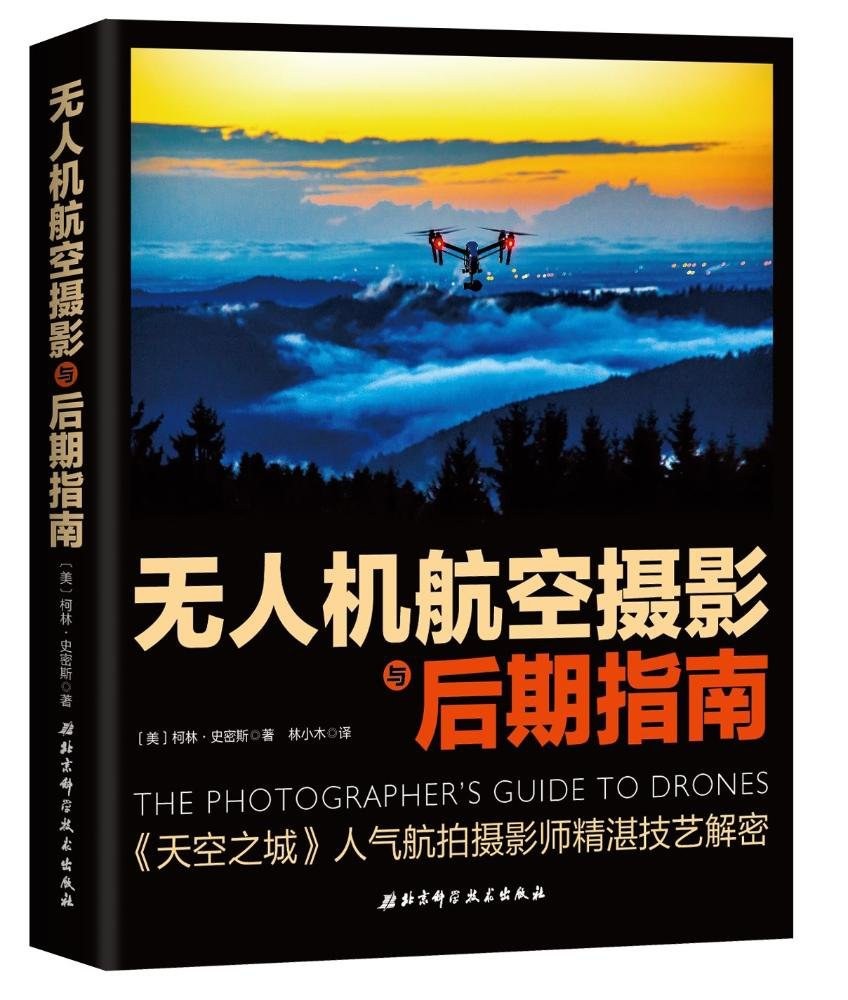 无人机航空摄影与后期指南
[美]柯林·史密斯◎著
北京科学技术出版社
无人机航空摄影
与后期指南
[美]柯林·史密斯◎著 林小木◎译
THE PHOTOGRAPHER'S GUIDE TO DRONES
《天空之城》人气航拍摄影师精湛技艺解密
北京科学技术出版社